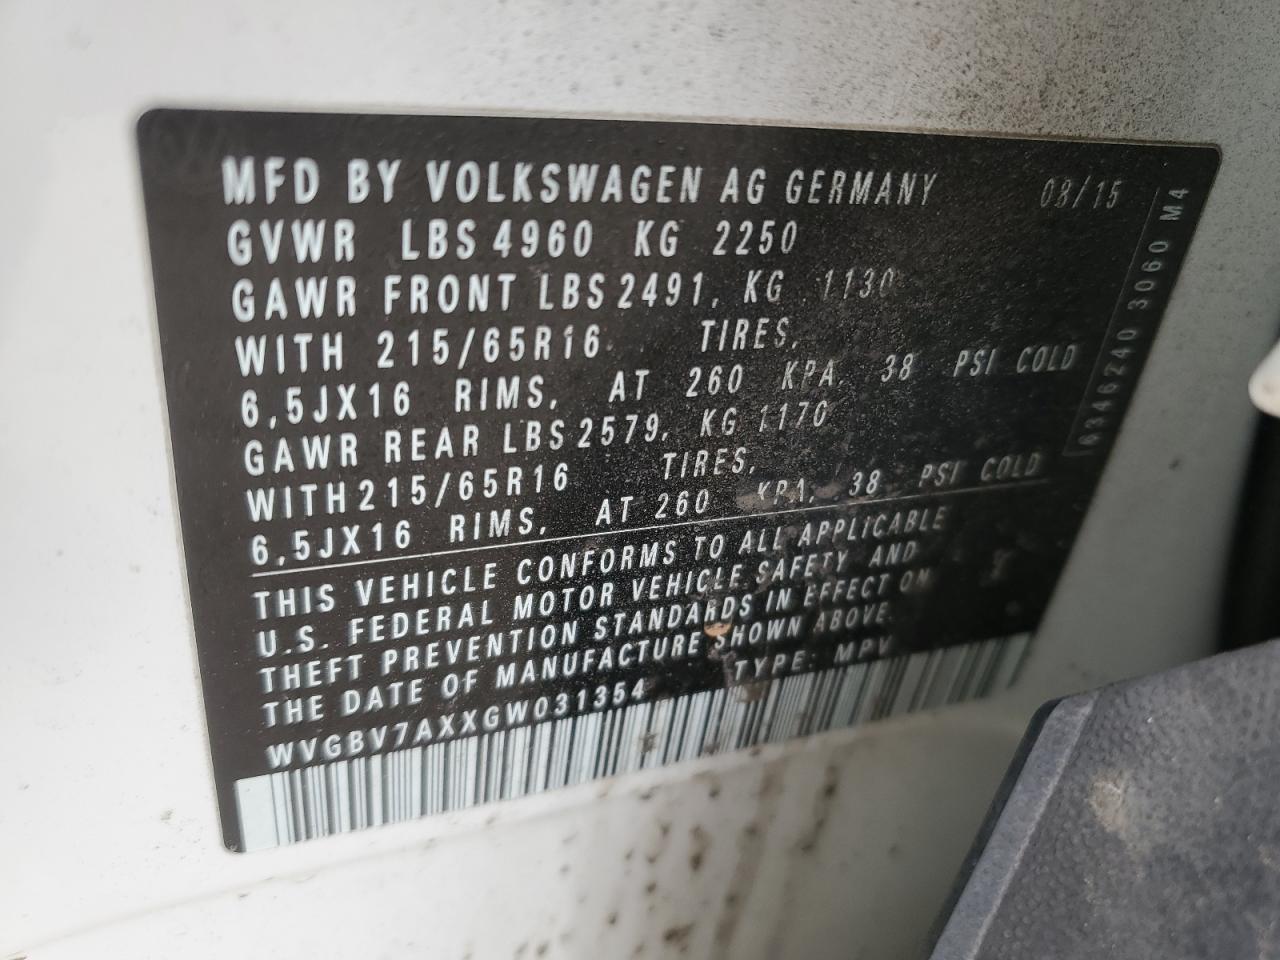 MFD BY VOLKSWAGEN AG GERMANY 08/15
GVWR LBS 4960 KG 2250
GAWR FRONT LBS 2491, KG 1130
WITH 215/65R16 TIRES,
6,5JX16 RIMS, AT 260 KPA, 38 PSI COLD
GAWR REAR LBS 2579, KG 1170
WITH 215/65R16 TIRES,
6,5JX16 RIMS, AT 260 KPA, 38 PSI COLD
THIS VEHICLE CONFORMS TO ALL APPLICABLE
U.S. FEDERAL MOTOR VEHICLE SAFETY AND
THEFT PREVENTION STANDARDS IN EFFECT ON
THE DATE OF MANUFACTURE SHOWN ABOVE.
WVGBV7AXXGW031354 TYPE: MPV
6346240 3060 M4